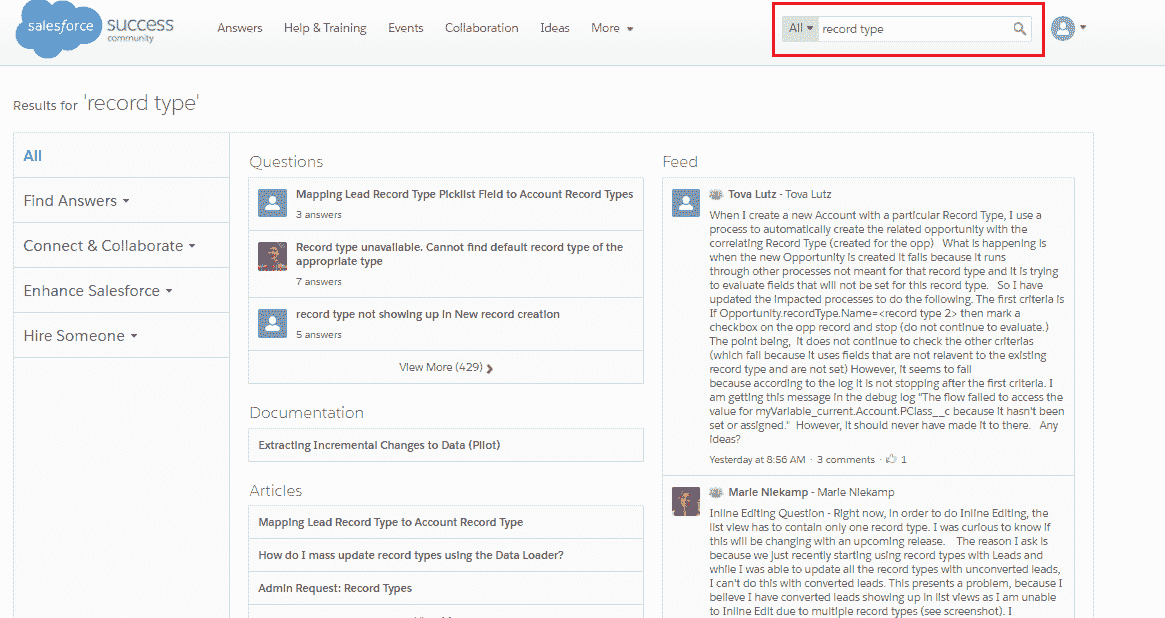 salesforce success community
Answers
Help & Training
Events
Collaboration
Ideas
More
All
record type
Results for 'record type'
All
Find Answers
Connect & Collaborate
Enhance Salesforce
Hire Someone
Questions
Mapping Lead Record Type Picklist Field to Account Record Types
3 answers
Record type unavailable. Cannot find default record type of the
appropriate type
7 answers
record type not showing up in New record creation
5 answers
View More (429)
Documentation
Extracting Incremental Changes to Data (Pilot)
Articles
Mapping Lead Record Type to Account Record Type
How do I mass update record types using the Data Loader?
Admin Request: Record Types
Feed
Tova Lutz - Tova Lutz
When I create a new Account with a particular Record Type, I use a
process to automatically create the related opportunity with the
correlating Record Type (created for the opp) What is happening is
when the new Opportunity is created it fails because it runs
through other processes not meant for that record type and it is trying
to evaluate fields that will not be set for this record type. So I have
updated the impacted processes to do the following. The first criteria is
If Opportunity.recordType.Name=<record type 2> then mark a
checkbox on the opp record and stop (do not continue to evaluate.)
The point being, it does not continue to check the other criterias
(which fail because it uses fields that are not relavent to the existing
record type and are not set) However, it seems to fail
because according to the log it is not stopping after the first criteria. I
am getting this message in the debug log "The flow failed to access the
value for myVariable_current.Account.PClass__c because it hasn't been
set or assigned." However, it should never have made it to there. Any
ideas?
Yesterday at 8:56 AM · 3 comments · 1
Marie Niekamp - Marie Niekamp
Inline Editing Question - Right now, in order to do Inline Editing, the
list view has to contain only one record type. I was curious to know if
this will be changing with an upcoming release. The reason I ask is
because we just recently starting using record types with Leads and
while I was able to update all the record types with unconverted leads,
I can't do this with converted leads. This presents a problem, because I
believe I have converted leads showing up in list views as I am unable
to Inline Edit due to multiple record types (see screenshot). I